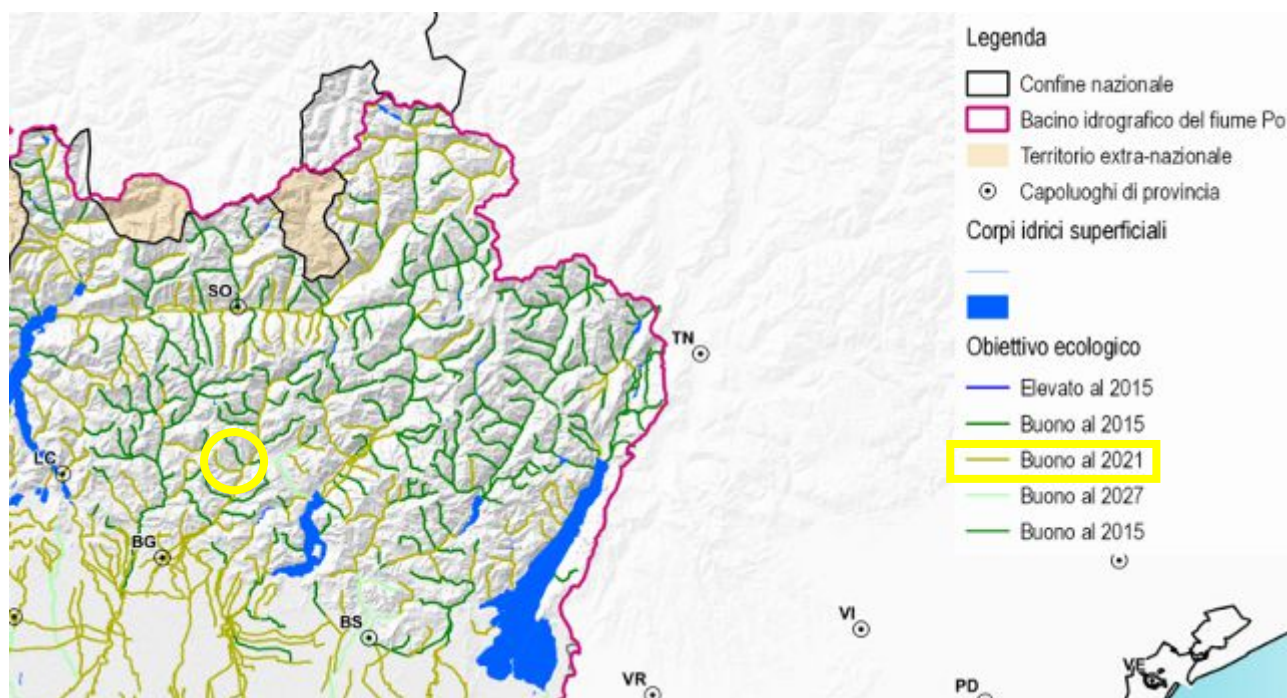 Legenda
Confine nazionale
Bacino idrografico del fiume Po
Territorio extra-nazionale
Capoluoghi di provincia
Corpi idrici superficiali
Obiettivo ecologico
Elevato al 2015
Buono al 2015
Buono al 2021
Buono al 2027
Buono al 2015
SO
TN
LC
BG
BS
VI
VR
PD
VE